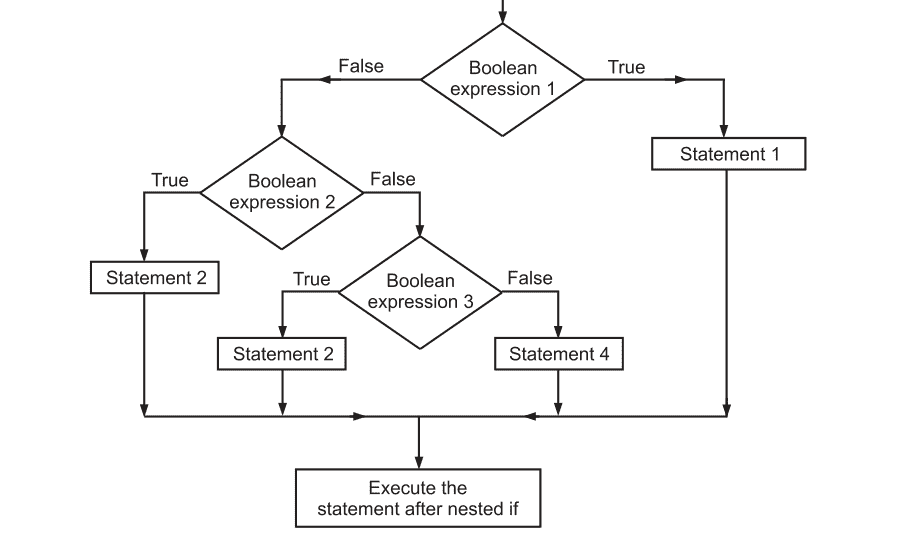 False
Boolean
expression 1
True
Statement 1
True
Boolean
expression 2
False
Statement 2
True
Boolean
expression 3
False
Statement 2
Statement 4
Execute the
statement after nested if